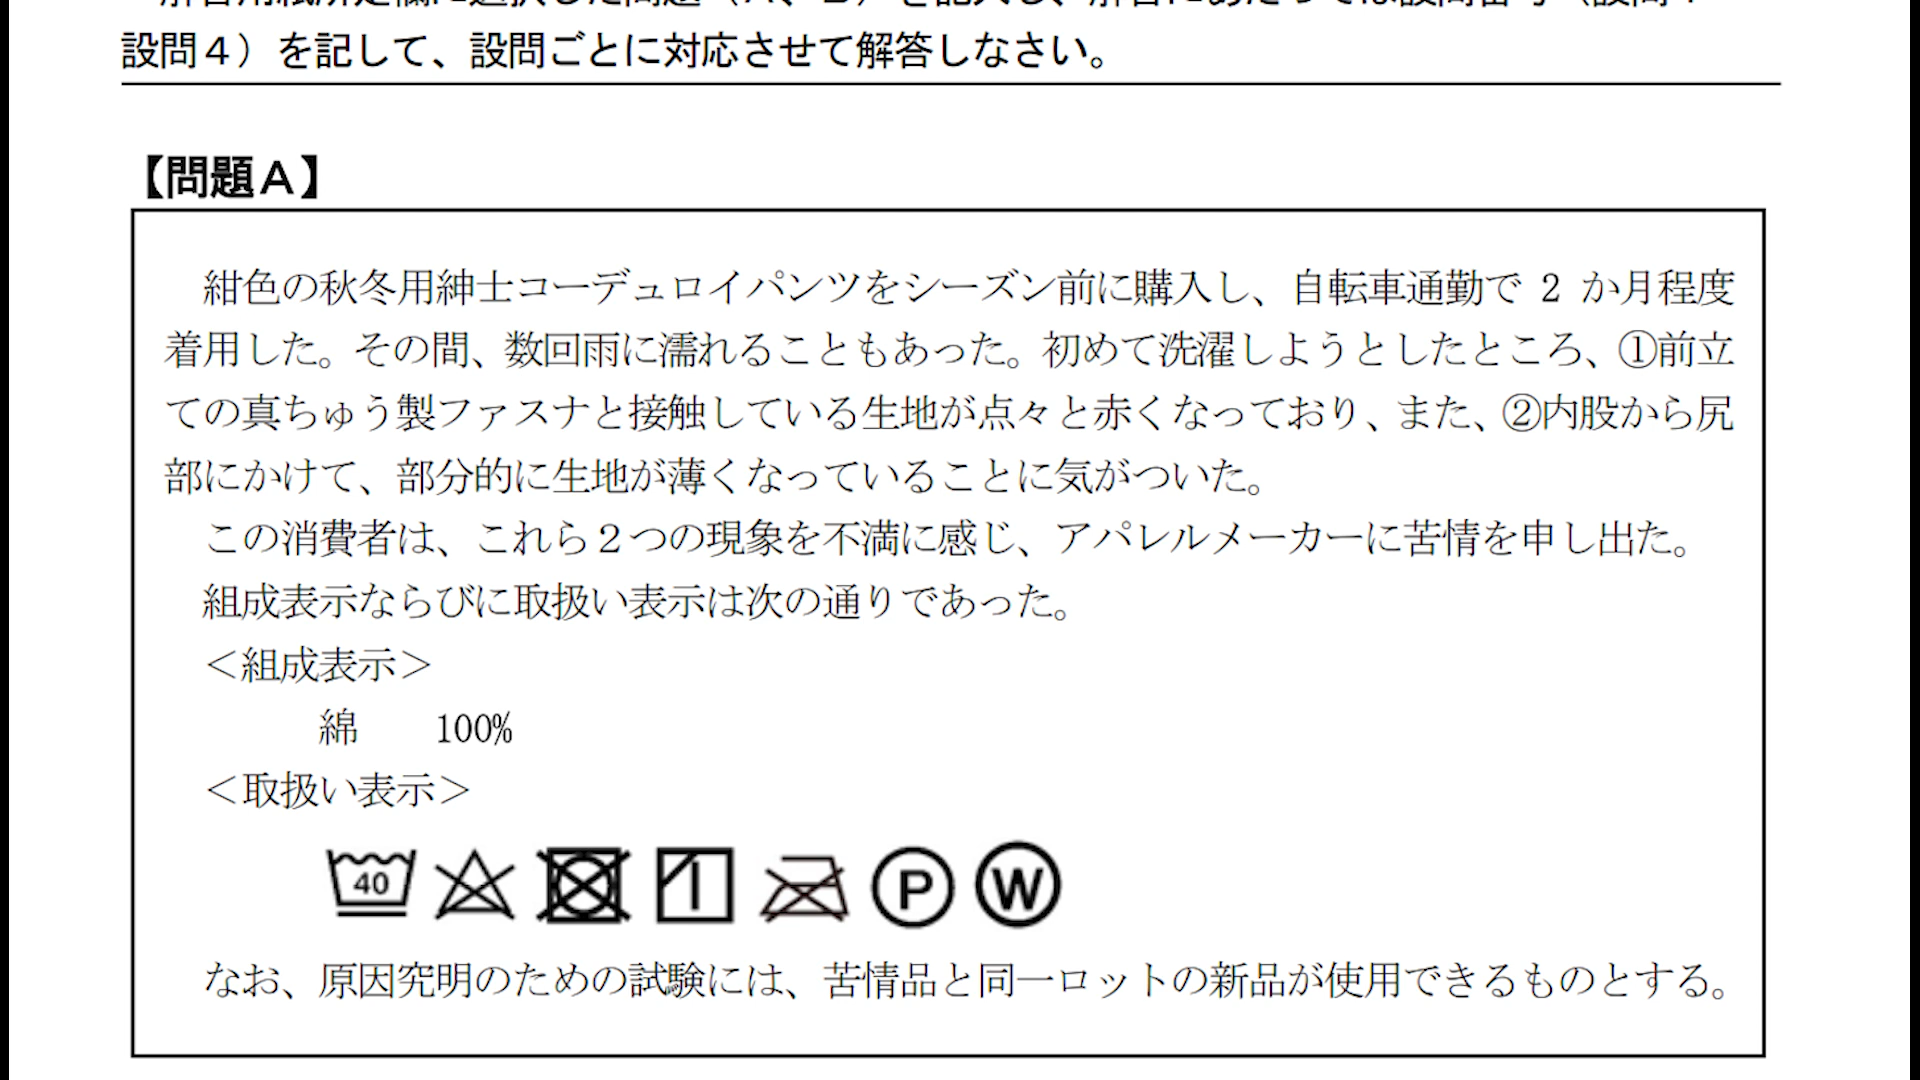 設問４）を記して、設問ごとに対応させて解答しなさい。
【問題Ａ】
紺色の秋冬用紳士コーデュロイパンツをシーズン前に購入し、自転車通勤で 2 か月程度
着用した。その間、数回雨に濡れることもあった。初めて洗濯しようとしたところ、①前立
ての真ちゅう製ファスナと接触している生地が点々と赤くなっており、また、②内股から尻
部にかけて、部分的に生地が薄くなっていることに気がついた。
この消費者は、これら２つの現象を不満に感じ、アパレルメーカーに苦情を申し出た。
組成表示ならびに取扱い表示は次の通りであった。
＜組成表示＞
綿　　100%
＜取扱い表示＞
40 P W
なお、原因究明のための試験には、苦情品と同一ロットの新品が使用できるものとする。